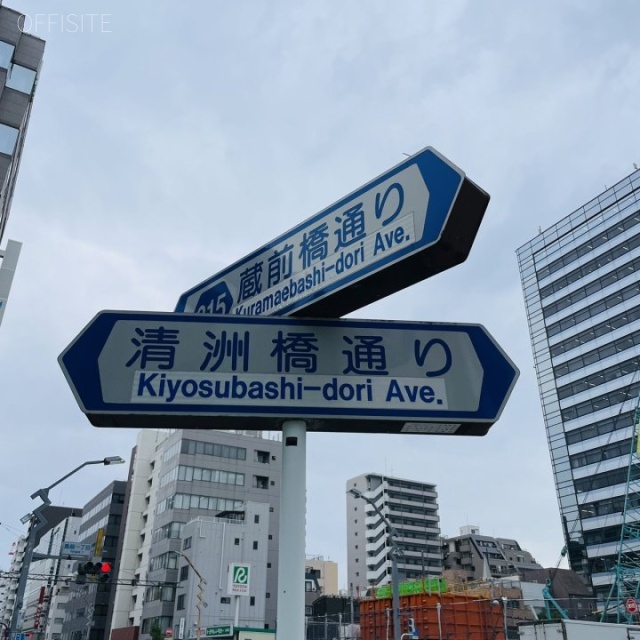 OFFISITE
蔵前橋通り
Kuramaebashi-dori Ave.
清洲橋通り
Kiyosubashi-dori Ave.
P